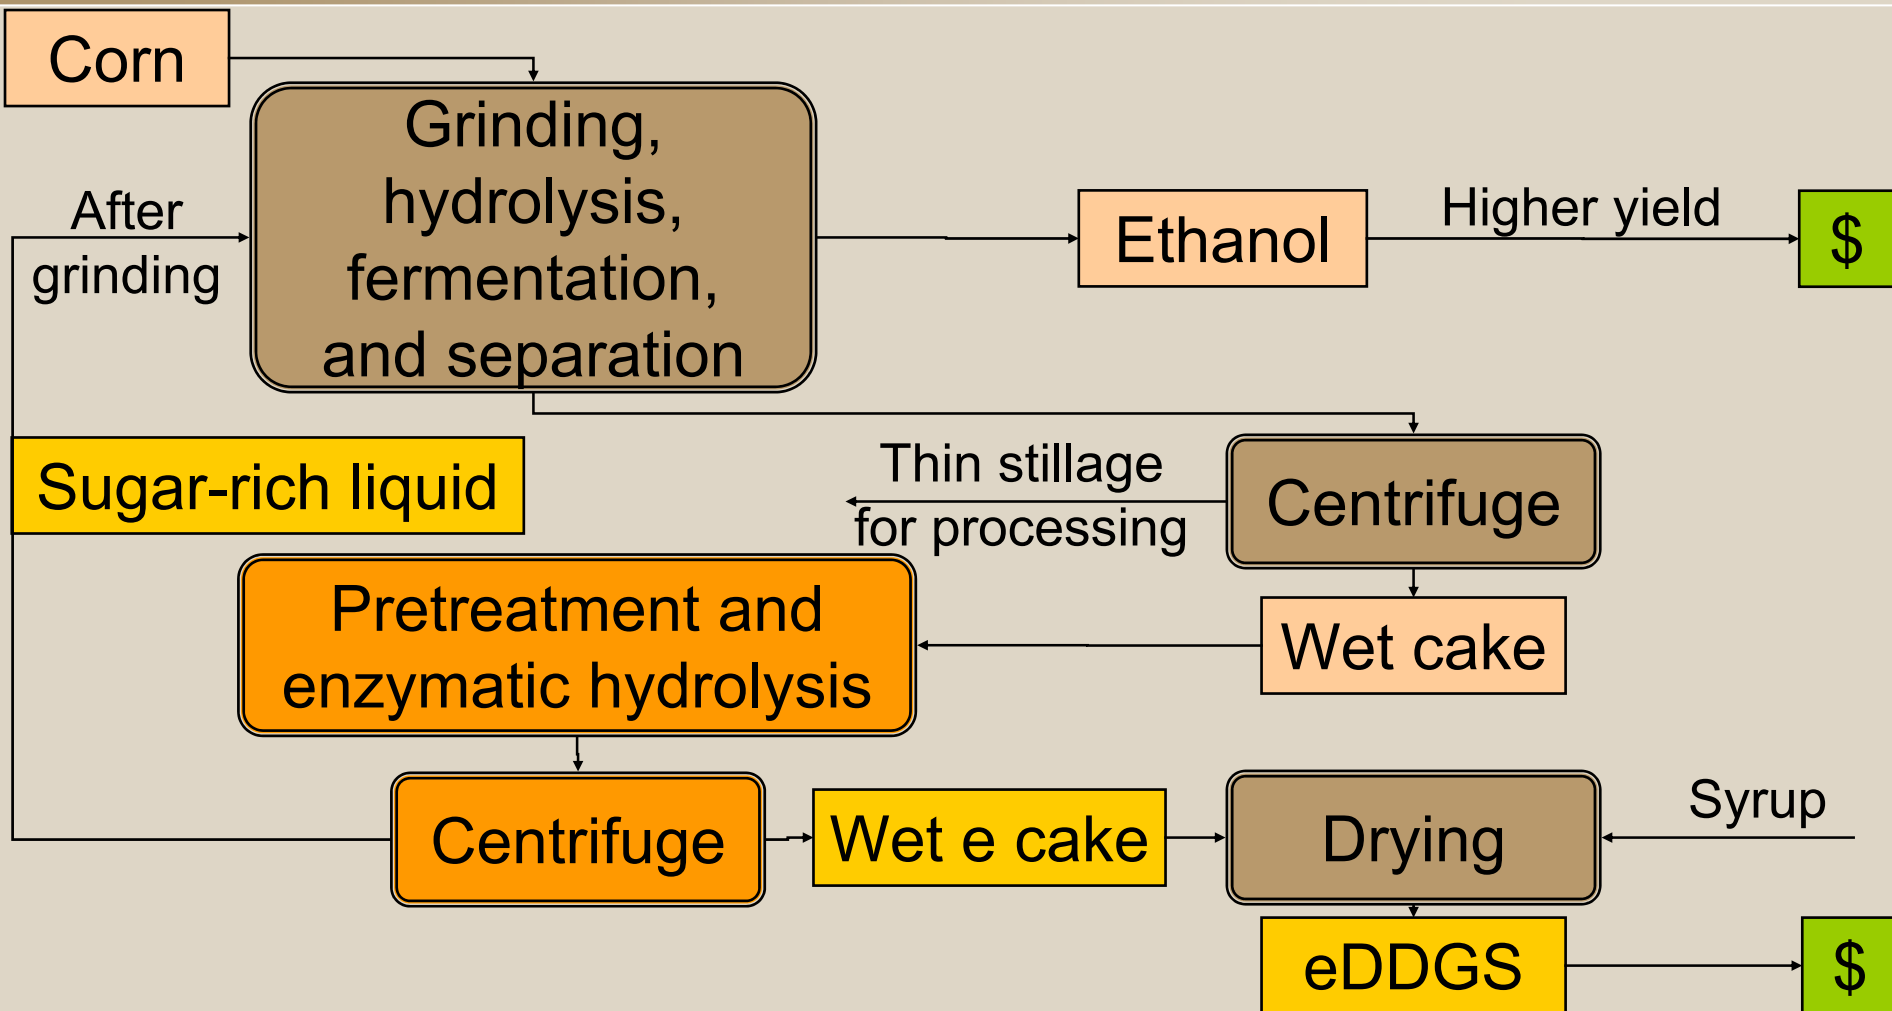 Corn
Grinding,
hydrolysis,
fermentation,
and separation
After
grinding
Ethanol
Higher yield
$
Sugar-rich liquid
Thin stillage
for processing
Centrifuge
Pretreatment and
enzymatic hydrolysis
Wet cake
Centrifuge
Wet e cake
Drying
Syrup
eDDGS
$